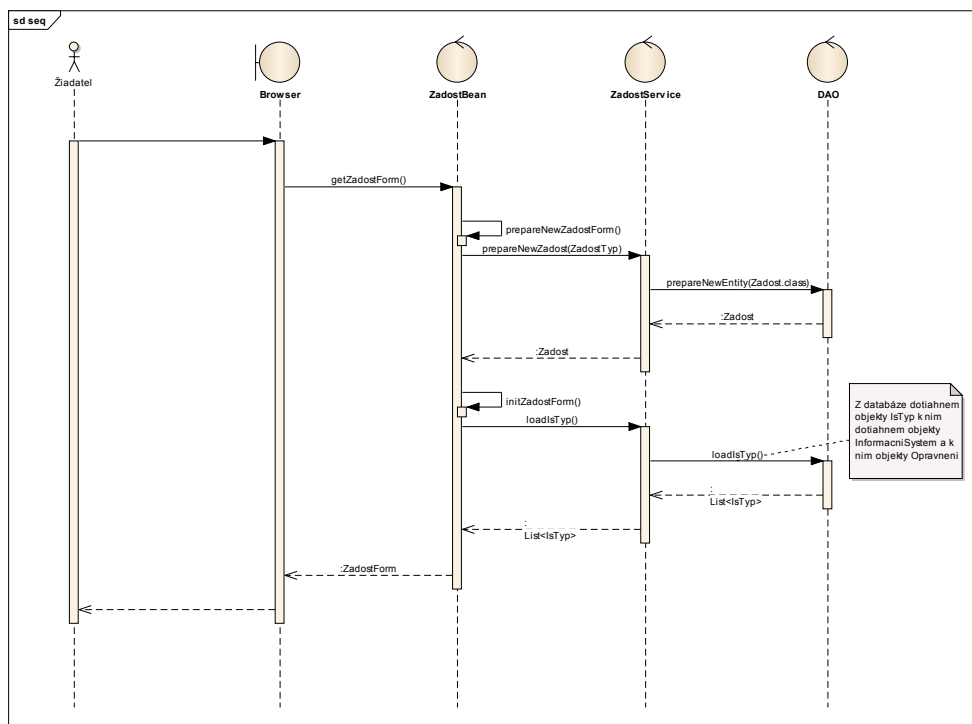 sd seq
Žiadatel
Browser
ZadostBean
ZadostService
DAO
getZadostForm()
prepareNewZadostForm()
prepareNewZadost(ZadostTyp)
prepareNewEntity(Zadost.class)
:Zadost
:Zadost
initZadostForm()
loadIsTyp()
Z databáze dotiahnem
objekty IsTyp k nim
dotiahnem objekty
InformacniSystem a k
nim objekty Opravneni
loadIsTyp()
:
List<IsTyp>
:
List<IsTyp>
:ZadostForm